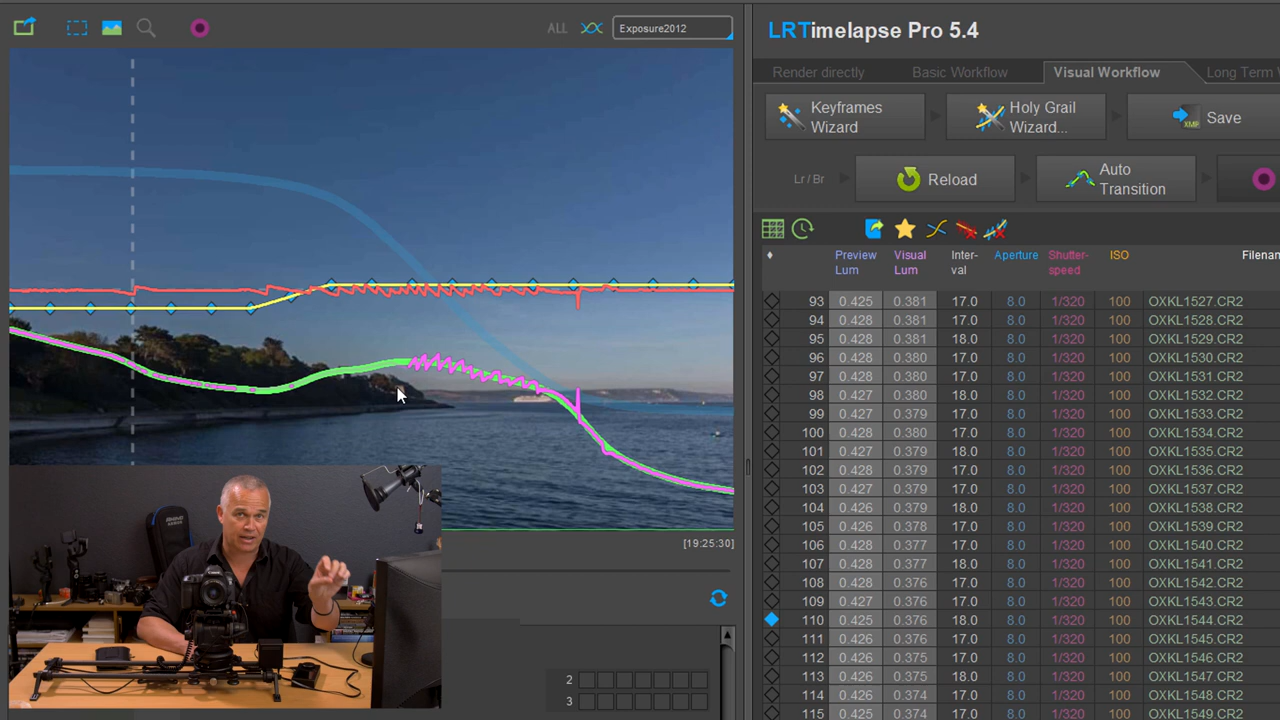 ALL Exposure2012
LRTimelapse Pro 5.4
Render directly Basic Workflow Visual Workflow Long Term
Keyframes Wizard
Holy Grail Wizard...
Save
XMP
Lr / Br
Reload
Auto Transition
Preview Lum Visual Lum Inter-val Aperture Shutter-speed ISO Filenam
93 0.425 0.381 17.0 8.0 1/320 100 OXKL1527.CR2
94 0.428 0.381 17.0 8.0 1/320 100 OXKL1528.CR2
95 0.428 0.381 18.0 8.0 1/320 100 OXKL1529.CR2
96 0.428 0.380 17.0 8.0 1/320 100 OXKL1530.CR2
97 0.428 0.380 17.0 8.0 1/320 100 OXKL1531.CR2
98 0.427 0.380 18.0 8.0 1/320 100 OXKL1532.CR2
99 0.428 0.379 17.0 8.0 1/320 100 OXKL1533.CR2
100 0.428 0.380 17.0 8.0 1/320 100 OXKL1534.CR2
101 0.428 0.379 18.0 8.0 1/320 100 OXKL1535.CR2
102 0.428 0.379 17.0 8.0 1/320 100 OXKL1536.CR2
103 0.427 0.379 17.0 8.0 1/320 100 OXKL1537.CR2
104 0.426 0.379 18.0 8.0 1/320 100 OXKL1538.CR2
105 0.426 0.378 17.0 8.0 1/320 100 OXKL1539.CR2
106 0.428 0.377 17.0 8.0 1/320 100 OXKL1540.CR2
107 0.428 0.377 18.0 8.0 1/320 100 OXKL1541.CR2
108 0.428 0.376 17.0 8.0 1/320 100 OXKL1542.CR2
109 0.427 0.376 17.0 8.0 1/320 100 OXKL1543.CR2
110 0.425 0.376 18.0 8.0 1/320 100 OXKL1544.CR2
111 0.426 0.376 17.0 8.0 1/320 100 OXKL1545.CR2
112 0.426 0.375 17.0 8.0 1/320 100 OXKL1546.CR2
113 0.426 0.375 18.0 8.0 1/320 100 OXKL1547.CR2
114 0.426 0.374 17.0 8.0 1/320 100 OXKL1548.CR2
115 0.425 0.374 17.0 8.0 1/320 100 OXKL1549.CR2
[19:25:30]
2
3